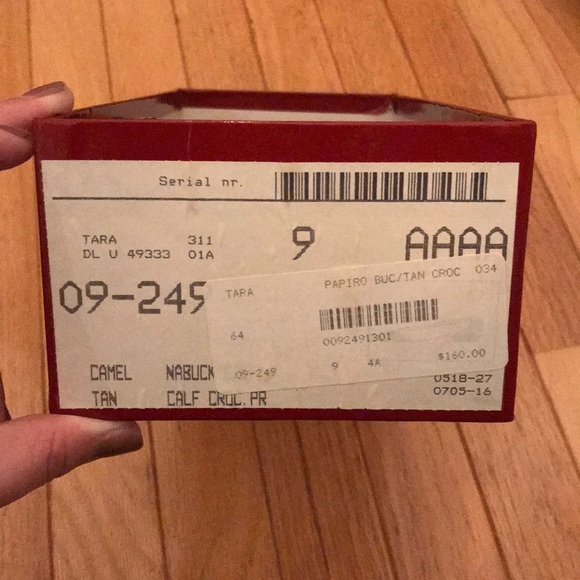 Serial nr.
TARA 311 9 AAAA
DL U 49333 01A
09-249
TARA PAPIRO BUC/TAN CROC 034
64 0092491301
09-249 9 4A $160.00
CAMEL NABUCK 0518-27
TAN CALF CROC.PR 0705-16